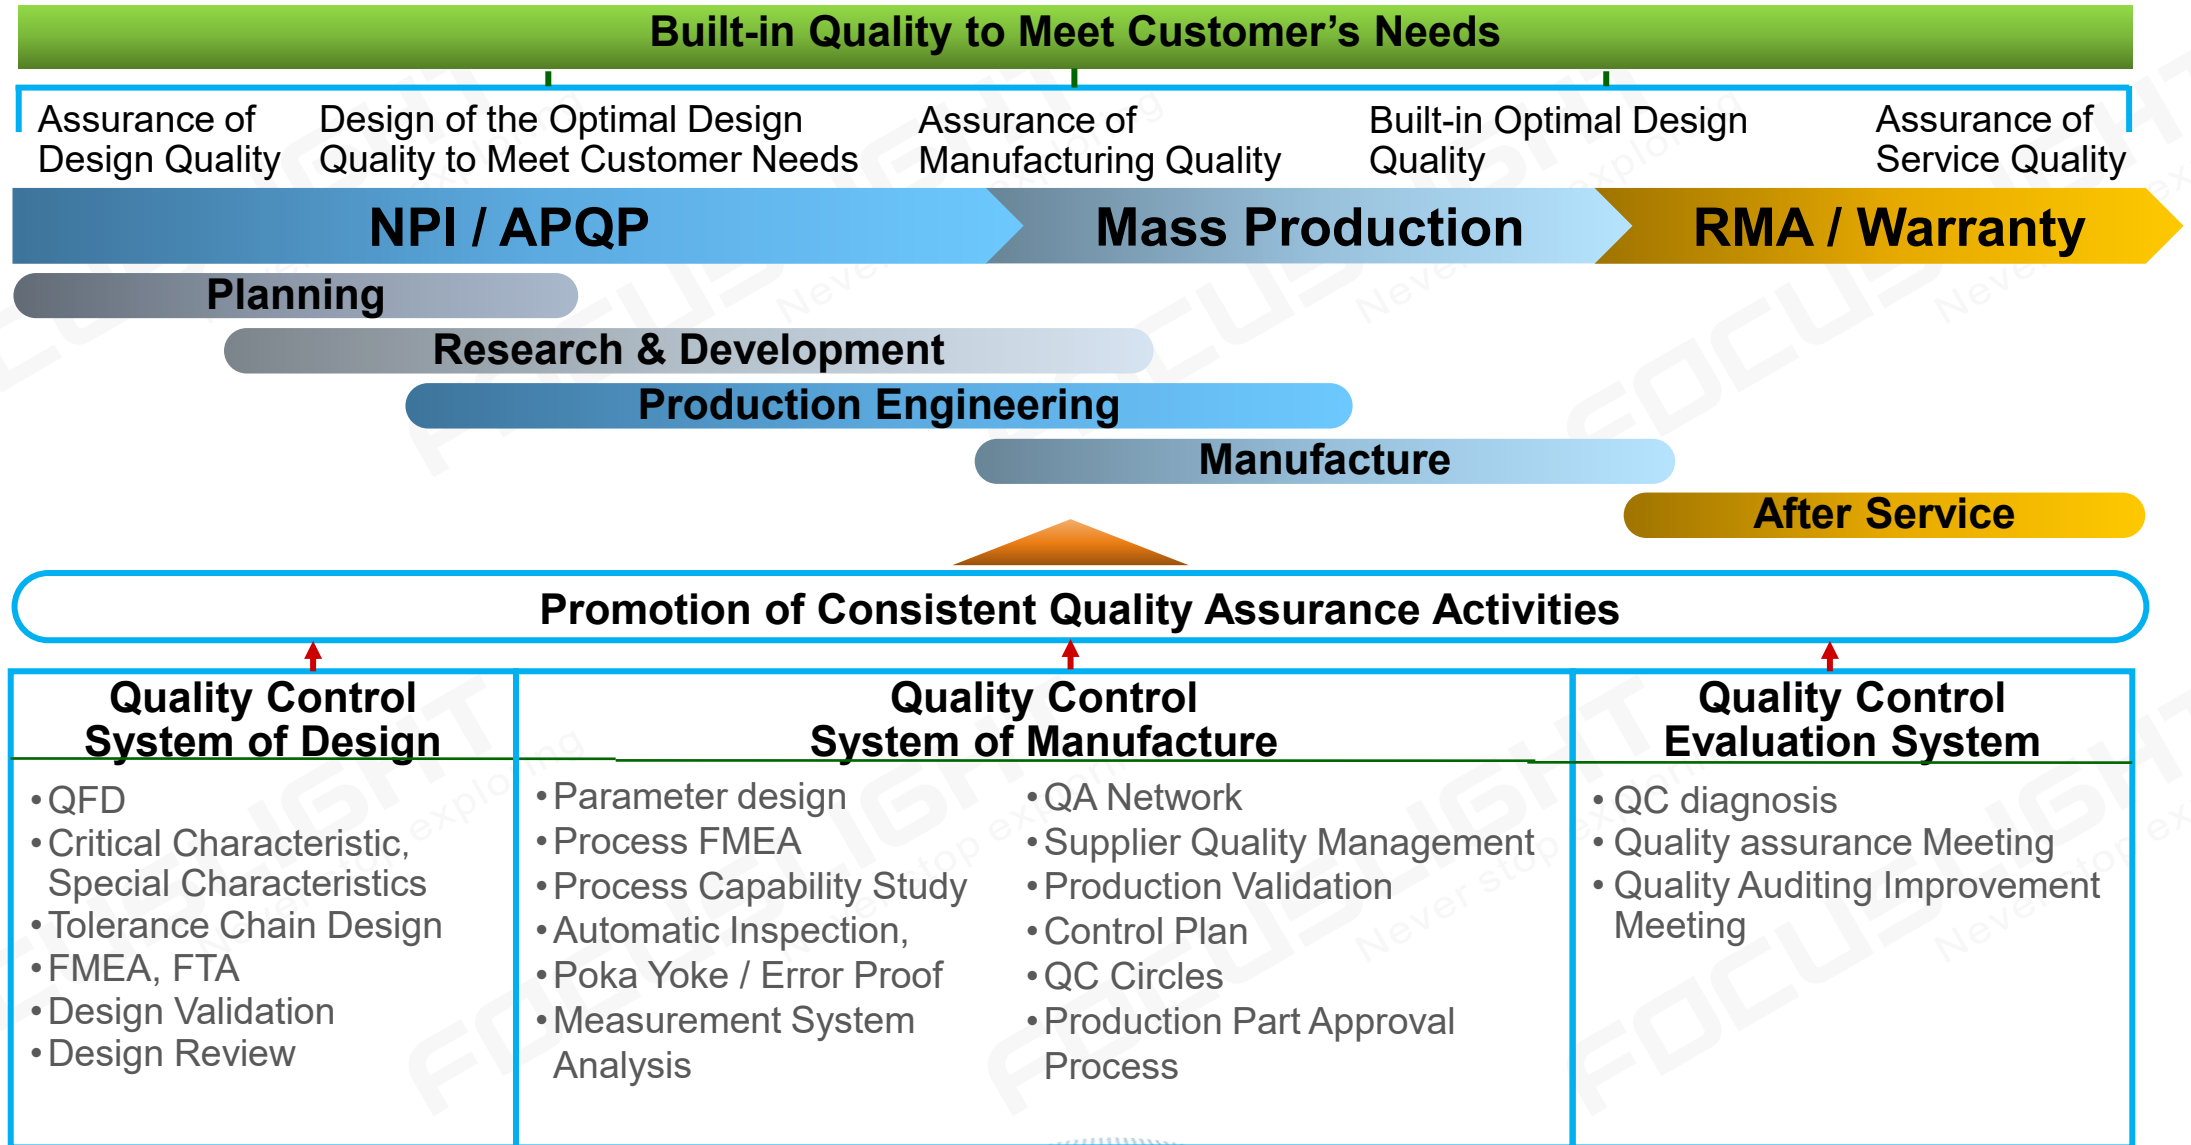 Built-in Quality to Meet Customer’s Needs
Assurance of
Design Quality
Design of the Optimal Design
Quality to Meet Customer Needs
Assurance of
Manufacturing Quality
Built-in Optimal Design
Quality
Assurance of
Service Quality
NPI / APQP
Mass Production
RMA / Warranty
Planning
Research & Development
Production Engineering
Manufacture
After Service
Promotion of Consistent Quality Assurance Activities
Quality Control
System of Design
•QFD
•Critical Characteristic,
Special Characteristics
•Tolerance Chain Design
•FMEA, FTA
•Design Validation
•Design Review
Quality Control
System of Manufacture
•Parameter design
•Process FMEA
•Process Capability Study
•Automatic Inspection,
•Poka Yoke / Error Proof
•Measurement System
Analysis
•QA Network
•Supplier Quality Management
•Production Validation
•Control Plan
•QC Circles
•Production Part Approval
Process
Quality Control
Evaluation System
• QC diagnosis
• Quality assurance Meeting
• Quality Auditing Improvement
Meeting
FOCUSLIGHT
Never stop exploring